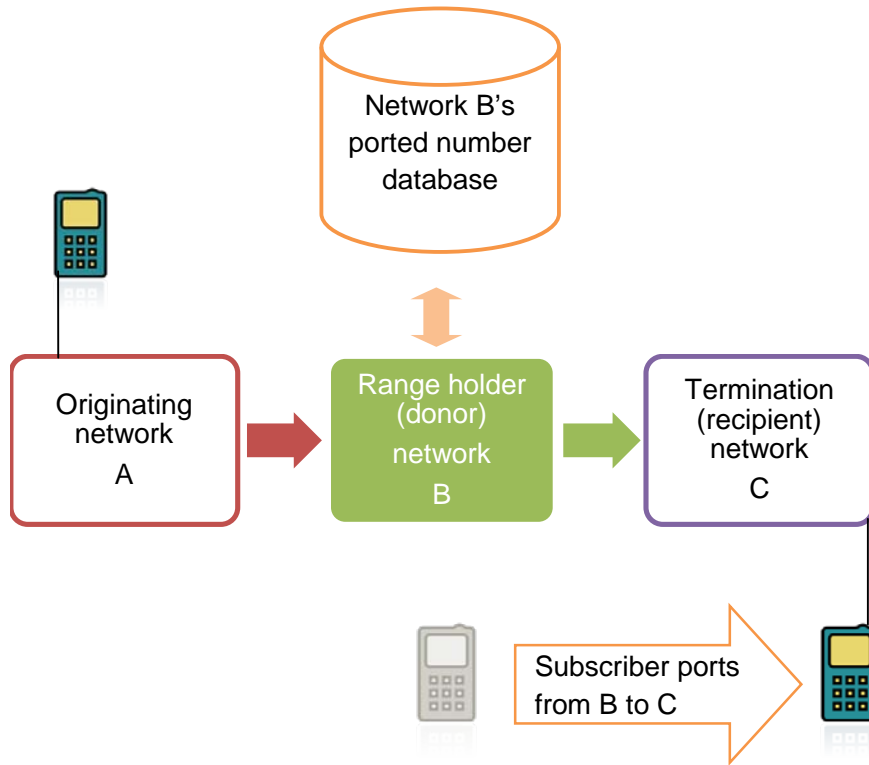 Network B’s
ported number
database
Originating
network
A
Range holder
(donor)
network
B
Termination
(recipient)
network
C
Subscriber ports
from B to C